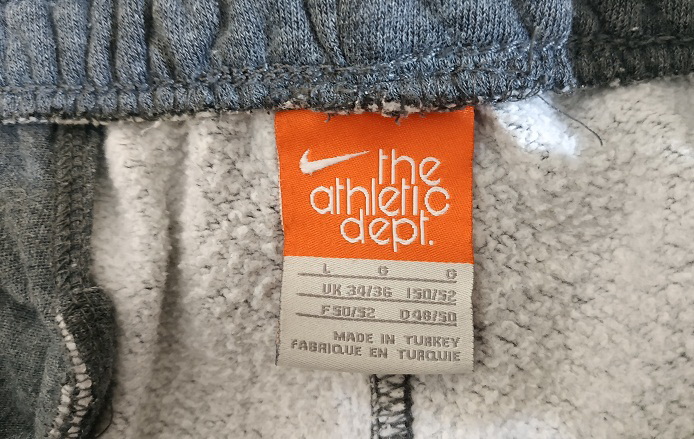 the
athletic
dept.
L G G
UK 34/36 I 50/52
F 50/52 D 48/50
MADE IN TURKEY
FABRIQUE EN TURQUIE